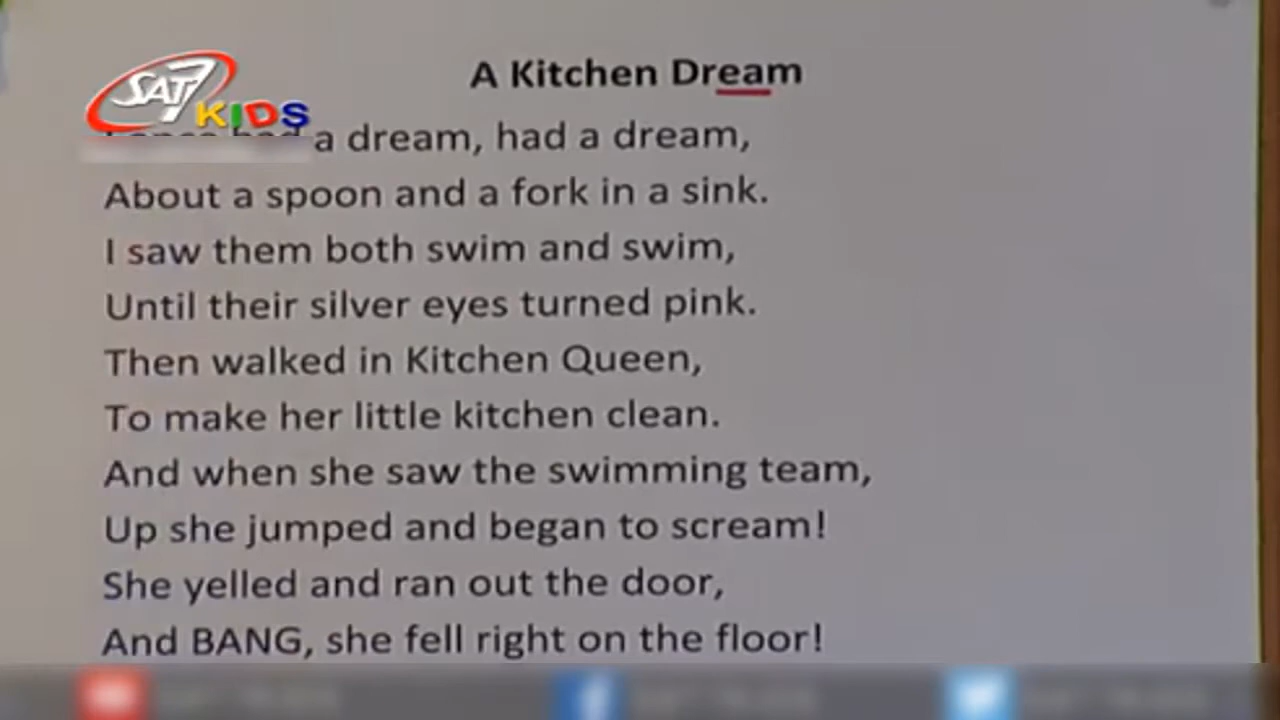 SAT7
KIDS
A Kitchen Dream
had a dream, had a dream,
About a spoon and a fork in a sink.
I saw them both swim and swim,
Until their silver eyes turned pink.
Then walked in Kitchen Queen,
To make her little kitchen clean.
And when she saw the swimming team,
Up she jumped and began to scream!
She yelled and ran out the door,
And BANG, she fell right on the floor!